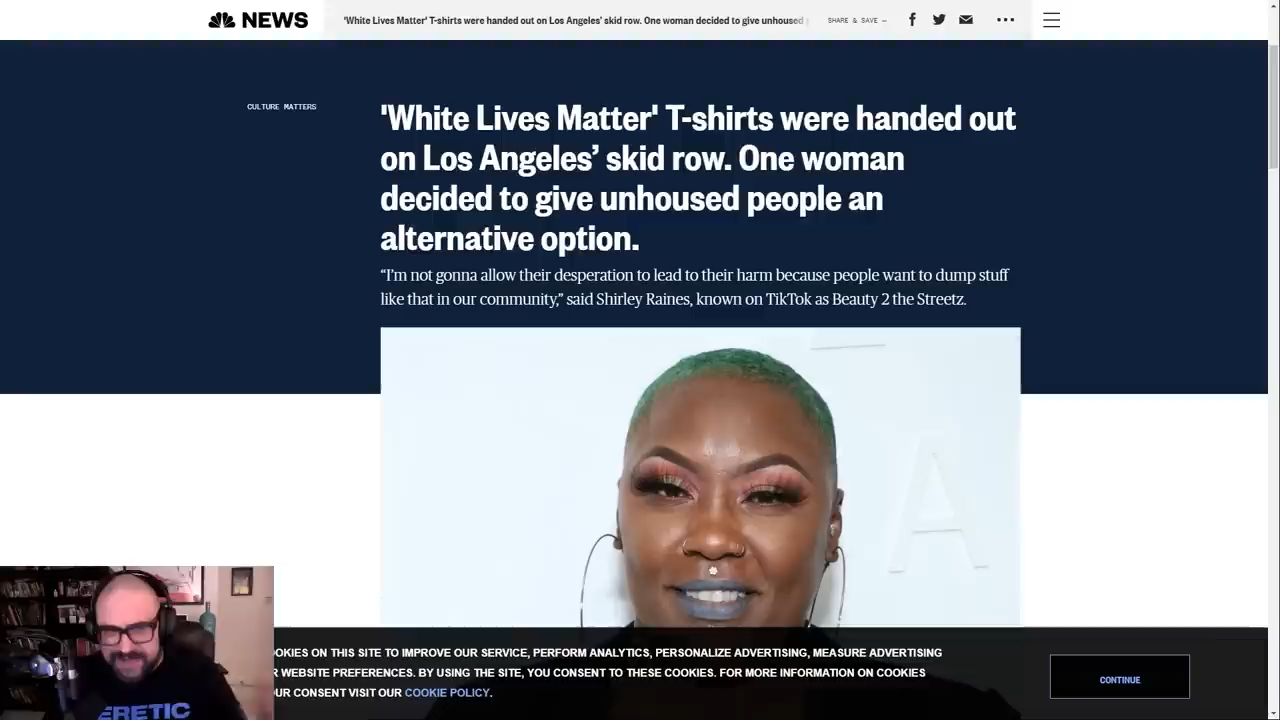 NEWS
'White Lives Matter' T-shirts were handed out on Los Angeles' skid row. One woman decided to give unhoused
SHARE & SAVE —
CULTURE MATTERS
'White Lives Matter' T-shirts were handed out
on Los Angeles’ skid row. One woman
decided to give unhoused people an
alternative option.
“I’m not gonna allow their desperation to lead to their harm because people want to dump stuff
like that in our community,” said Shirley Raines, known on TikTok as Beauty 2 the Streetz.
A
OOKIES ON THIS SITE TO IMPROVE OUR SERVICE, PERFORM ANALYTICS, PERSONALIZE ADVERTISING, MEASURE ADVERTISING
R WEBSITE PREFERENCES. BY USING THE SITE, YOU CONSENT TO THESE COOKIES. FOR MORE INFORMATION ON COOKIES
OUR CONSENT VISIT OUR COOKIE POLICY.
CONTINUE
ERETIC